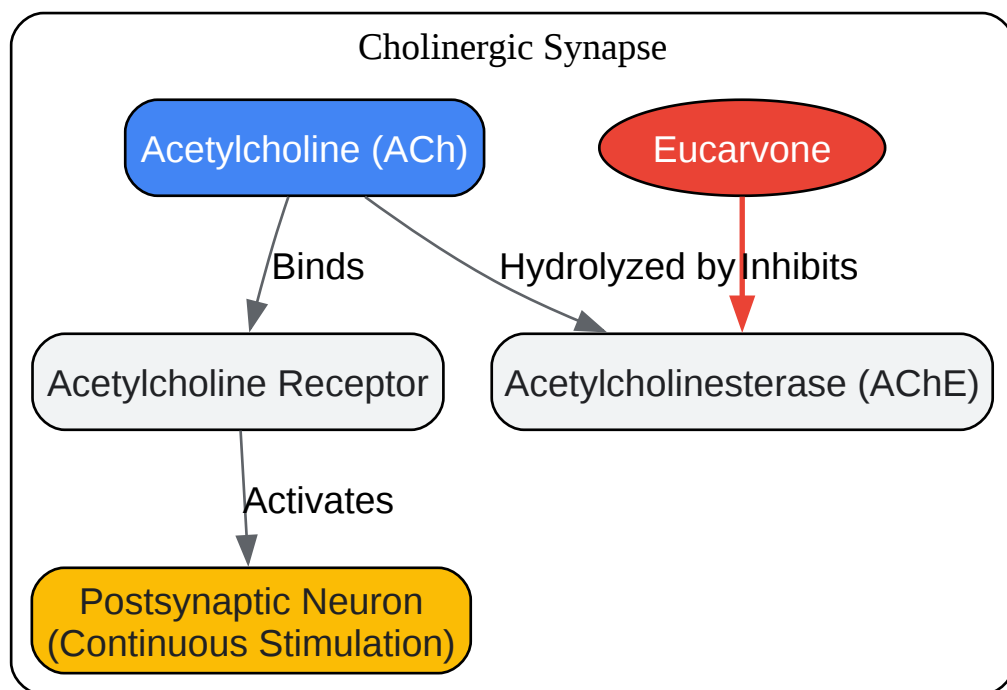 Cholinergic Synapse
Acetylcholine (ACh)
Eucarvone
Binds
Hydrolyzed by
Inhibits
Acetylcholine Receptor
Acetylcholinesterase (AChE)
Activates
Postsynaptic Neuron
(Continuous Stimulation)